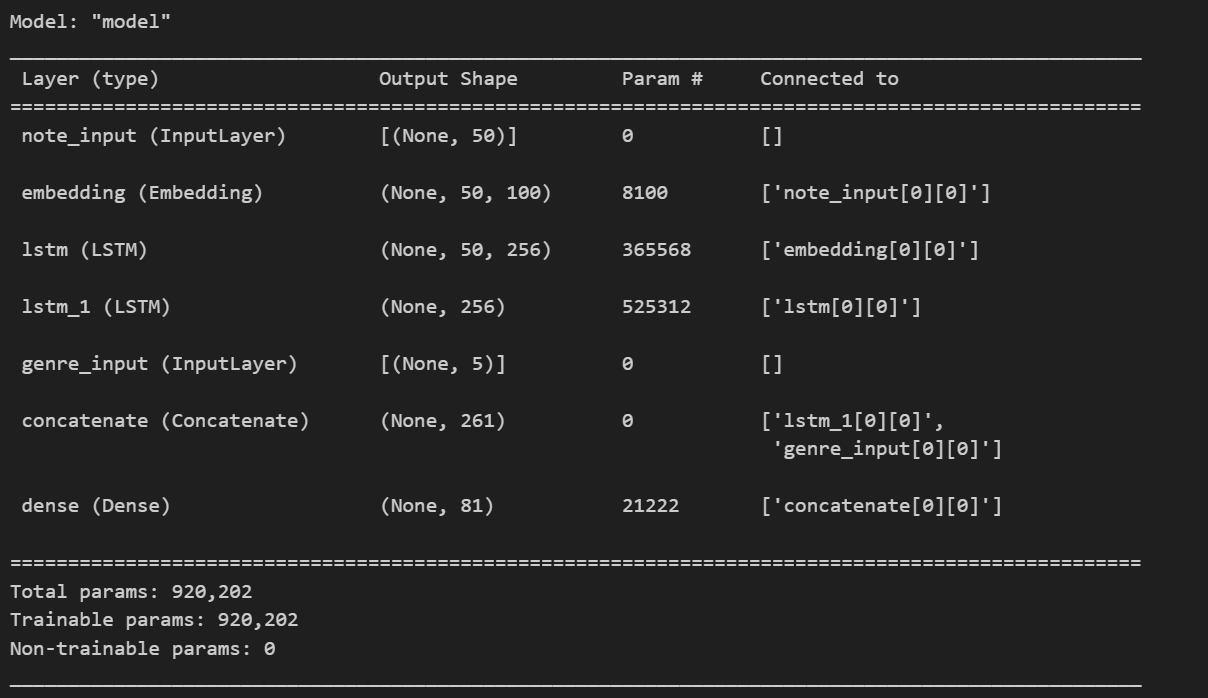 Model: "model"
Layer (type) Output Shape Param # Connected to
note_input (InputLayer) [(None, 50)] 0 []
embedding (Embedding) (None, 50, 100) 8100 ['note_input[0][0]']
lstm (LSTM) (None, 50, 256) 365568 ['embedding[0][0]']
lstm_1 (LSTM) (None, 256) 525312 ['lstm[0][0]']
genre_input (InputLayer) [(None, 5)] 0 []
concatenate (Concatenate) (None, 261) 0 ['lstm_1[0][0]',
'genre_input[0][0]']
dense (Dense) (None, 81) 21222 ['concatenate[0][0]']
Total params: 920,202
Trainable params: 920,202
Non-trainable params: 0